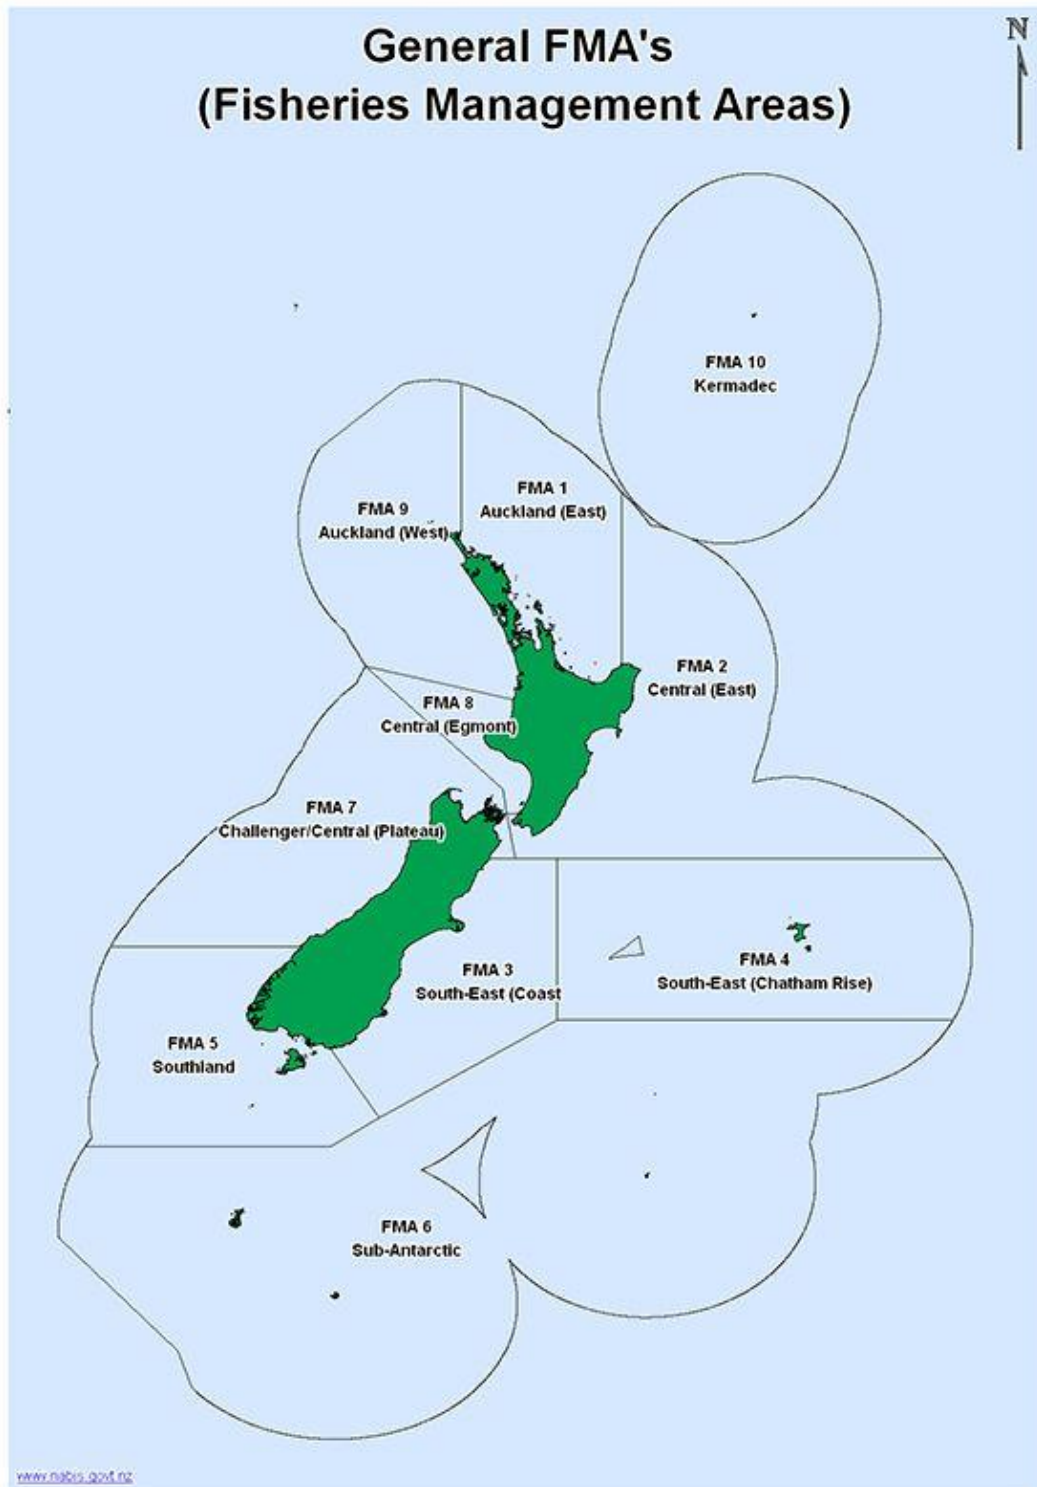 General FMA's
(Fisheries Management Areas)
N
FMA 10
Kermadec
FMA 1
Auckland (East)
FMA 9
Auckland (West)
FMA 2
Central (East)
FMA 8
Central (Egmont)
FMA 7
Challenger/Central (Plateau)
FMA 4
South-East (Chatham Rise)
FMA 3
South-East (Coast
FMA 5
Southland
FMA 6
Sub-Antarctic
www.nabis.govt.nz